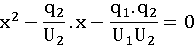 x² − q₂/U₂ .x − q₁.q₂/U₁U₂ = 0